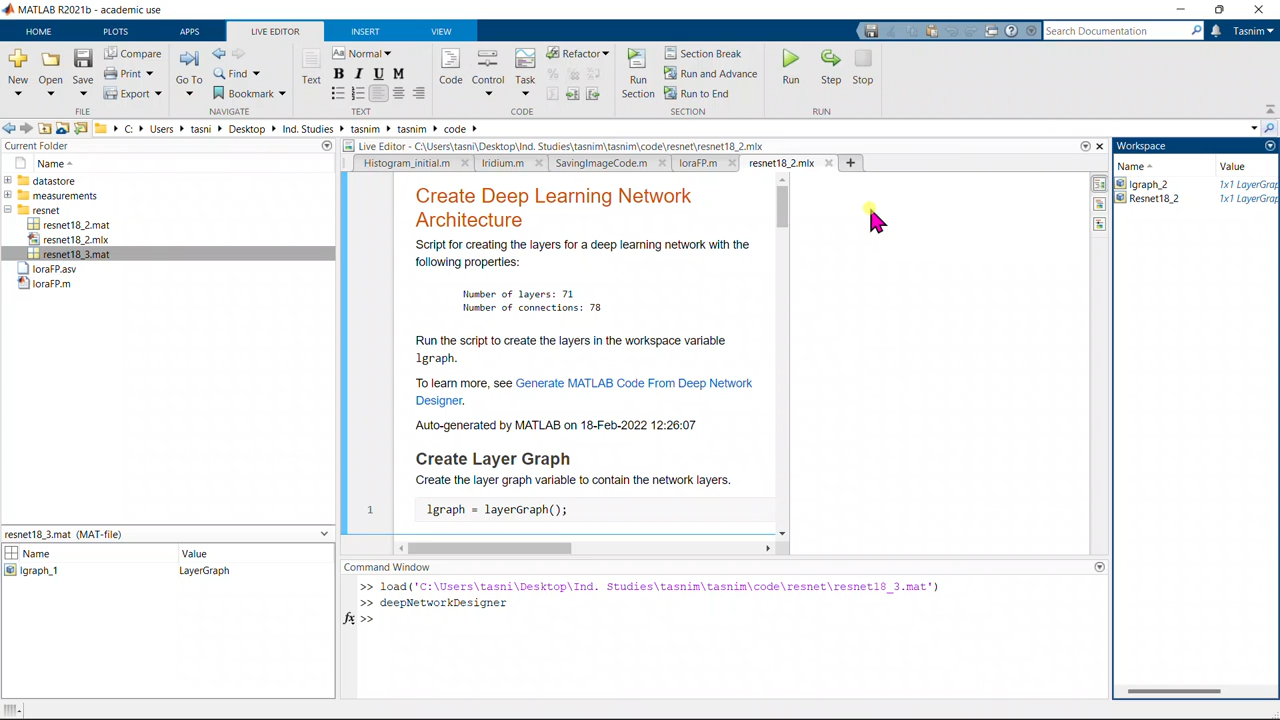 MATLAB R2021b - academic use
HOME PLOTS APPS LIVE EDITOR INSERT VIEW Search Documentation Tasnim
New Open Save Compare Print Export
Go To Find Bookmark
Text Normal B I U M
Code Control Task Refactor
Run Section Section Break Run and Advance Run to End
Run Step Stop
FILE NAVIGATE TEXT CODE SECTION RUN
C: Users tasni Desktop Ind. Studies tasnim tasnim code
Current Folder
Name
datastore
measurements
resnet
resnet18_2.mat
resnet18_2.mlx
resnet18_3.mat
loraFP.asv
loraFP.m
resnet18_3.mat (MAT-file)
Name Value
lgraph_1 LayerGraph
Live Editor - C:\Users\tasni\Desktop\Ind. Studies\tasnim\tasnim\code\resnet\resnet18_2.mlx
Histogram_initial.m Iridium.m SavingImageCode.m loraFP.m resnet18_2.mlx
Create Deep Learning Network
Architecture
Script for creating the layers for a deep learning network with the
following properties:
Number of layers: 71
Number of connections: 78
Run the script to create the layers in the workspace variable
lgraph.
To learn more, see Generate MATLAB Code From Deep Network
Designer.
Auto-generated by MATLAB on 18-Feb-2022 12:26:07
Create Layer Graph
Create the layer graph variable to contain the network layers.
1 lgraph = layerGraph();
Command Window
>> load('C:\Users\tasni\Desktop\Ind. Studies\tasnim\tasnim\code\resnet\resnet18_3.mat')
>> deepNetworkDesigner
fx >>
Workspace
Name Value
lgraph_2 1x1 LayerGrap
Resnet18_2 1x1 LayerGrap